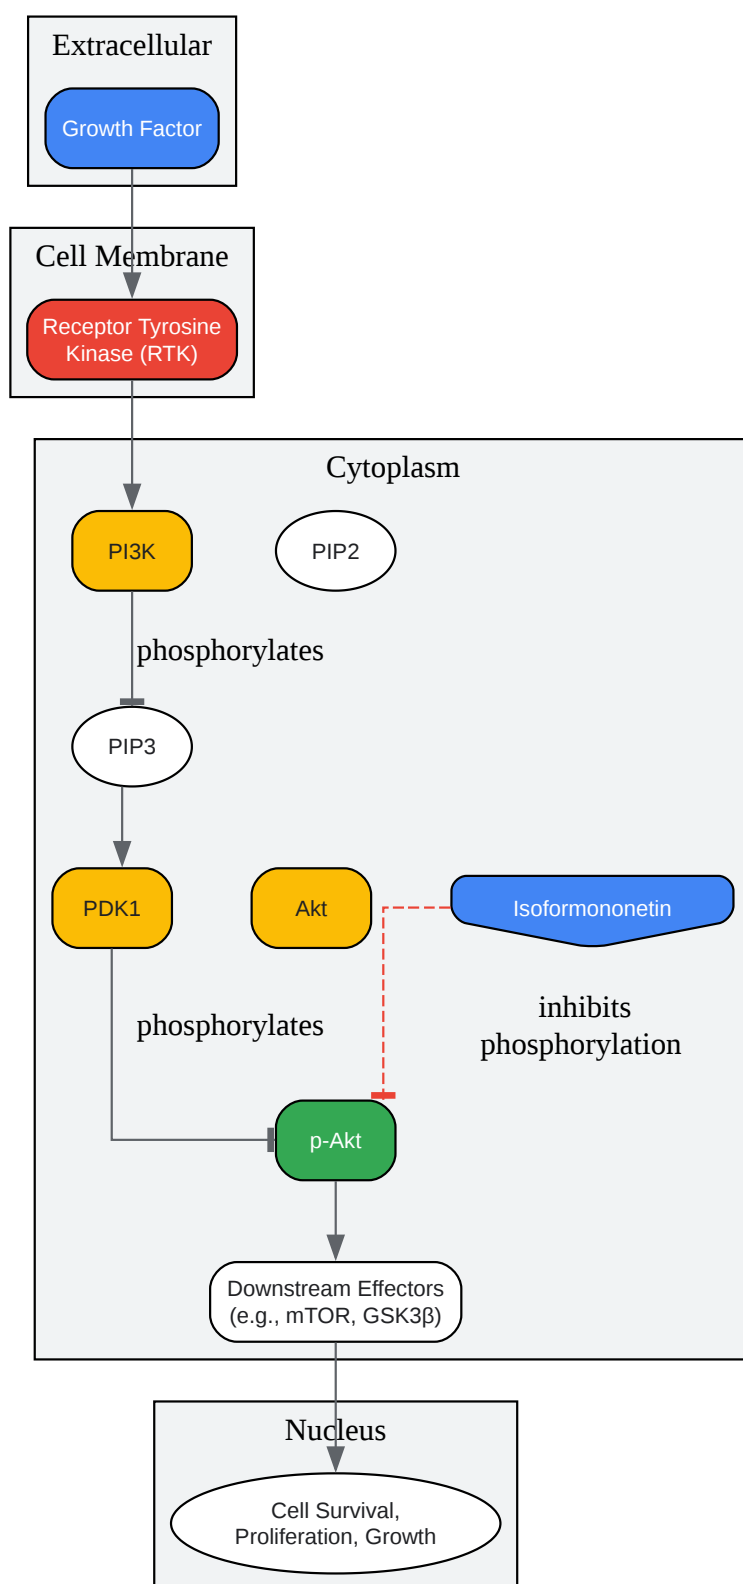 Extracellular
Growth Factor
Cell Membrane
Receptor Tyrosine
Kinase (RTK)
Cytoplasm
PI3K
PIP2
phosphorylates
PIP3
PDK1
Akt
Isoformononetin
phosphorylates
inhibits
phosphorylation
p-Akt
Downstream Effectors
(e.g., mTOR, GSK3β)
Nucleus
Cell Survival,
Proliferation, Growth